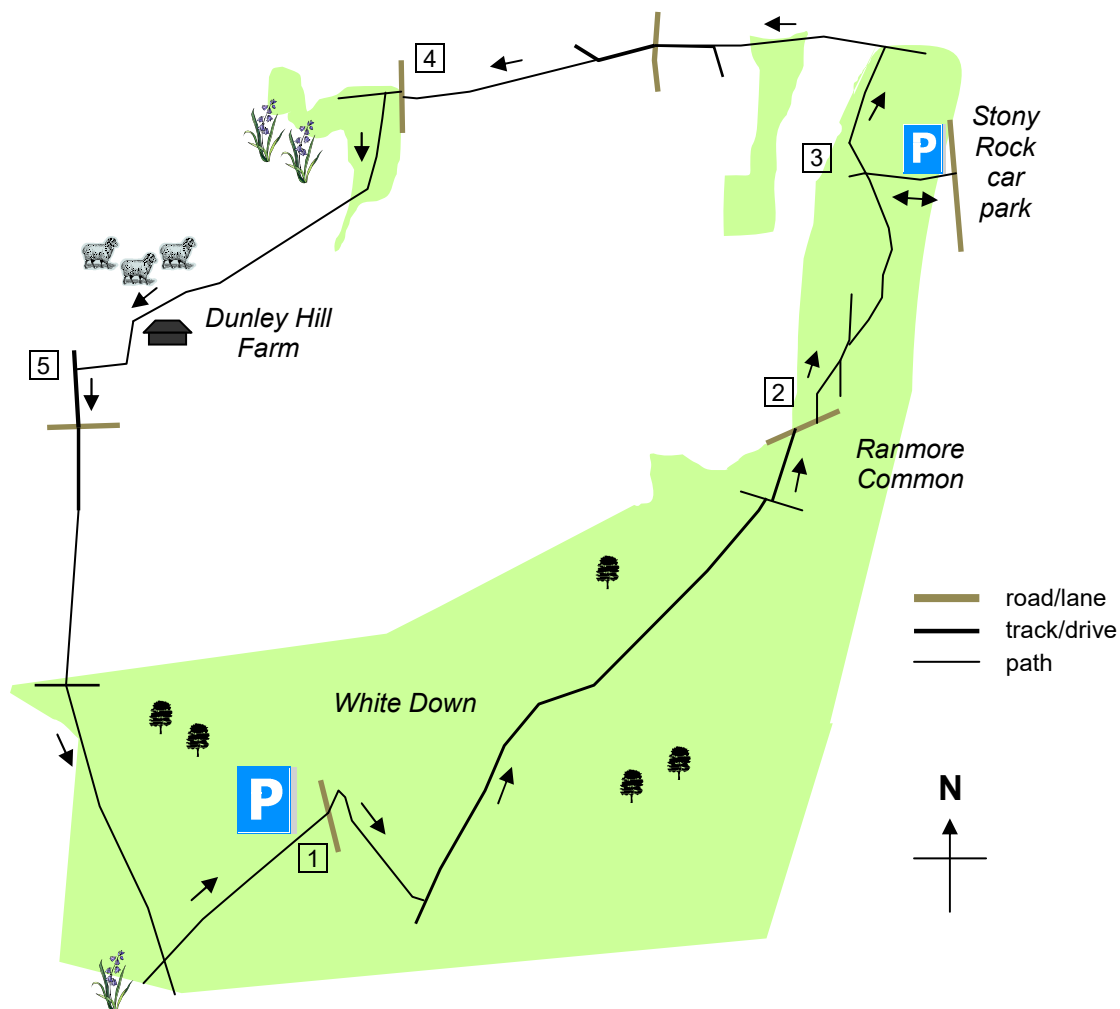 4
P
Stony
Rock
car
park
3
Dunley Hill
Farm
5
2
Ranmore
Common
road/lane
track/drive
path
White Down
P
1
N